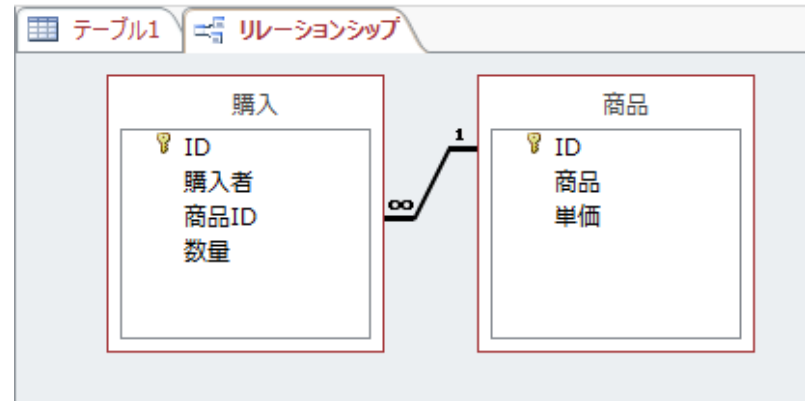 テーブル1
リレーションシップ
購入
ID
購入者
商品ID
数量
∞
1
商品
ID
商品
単価